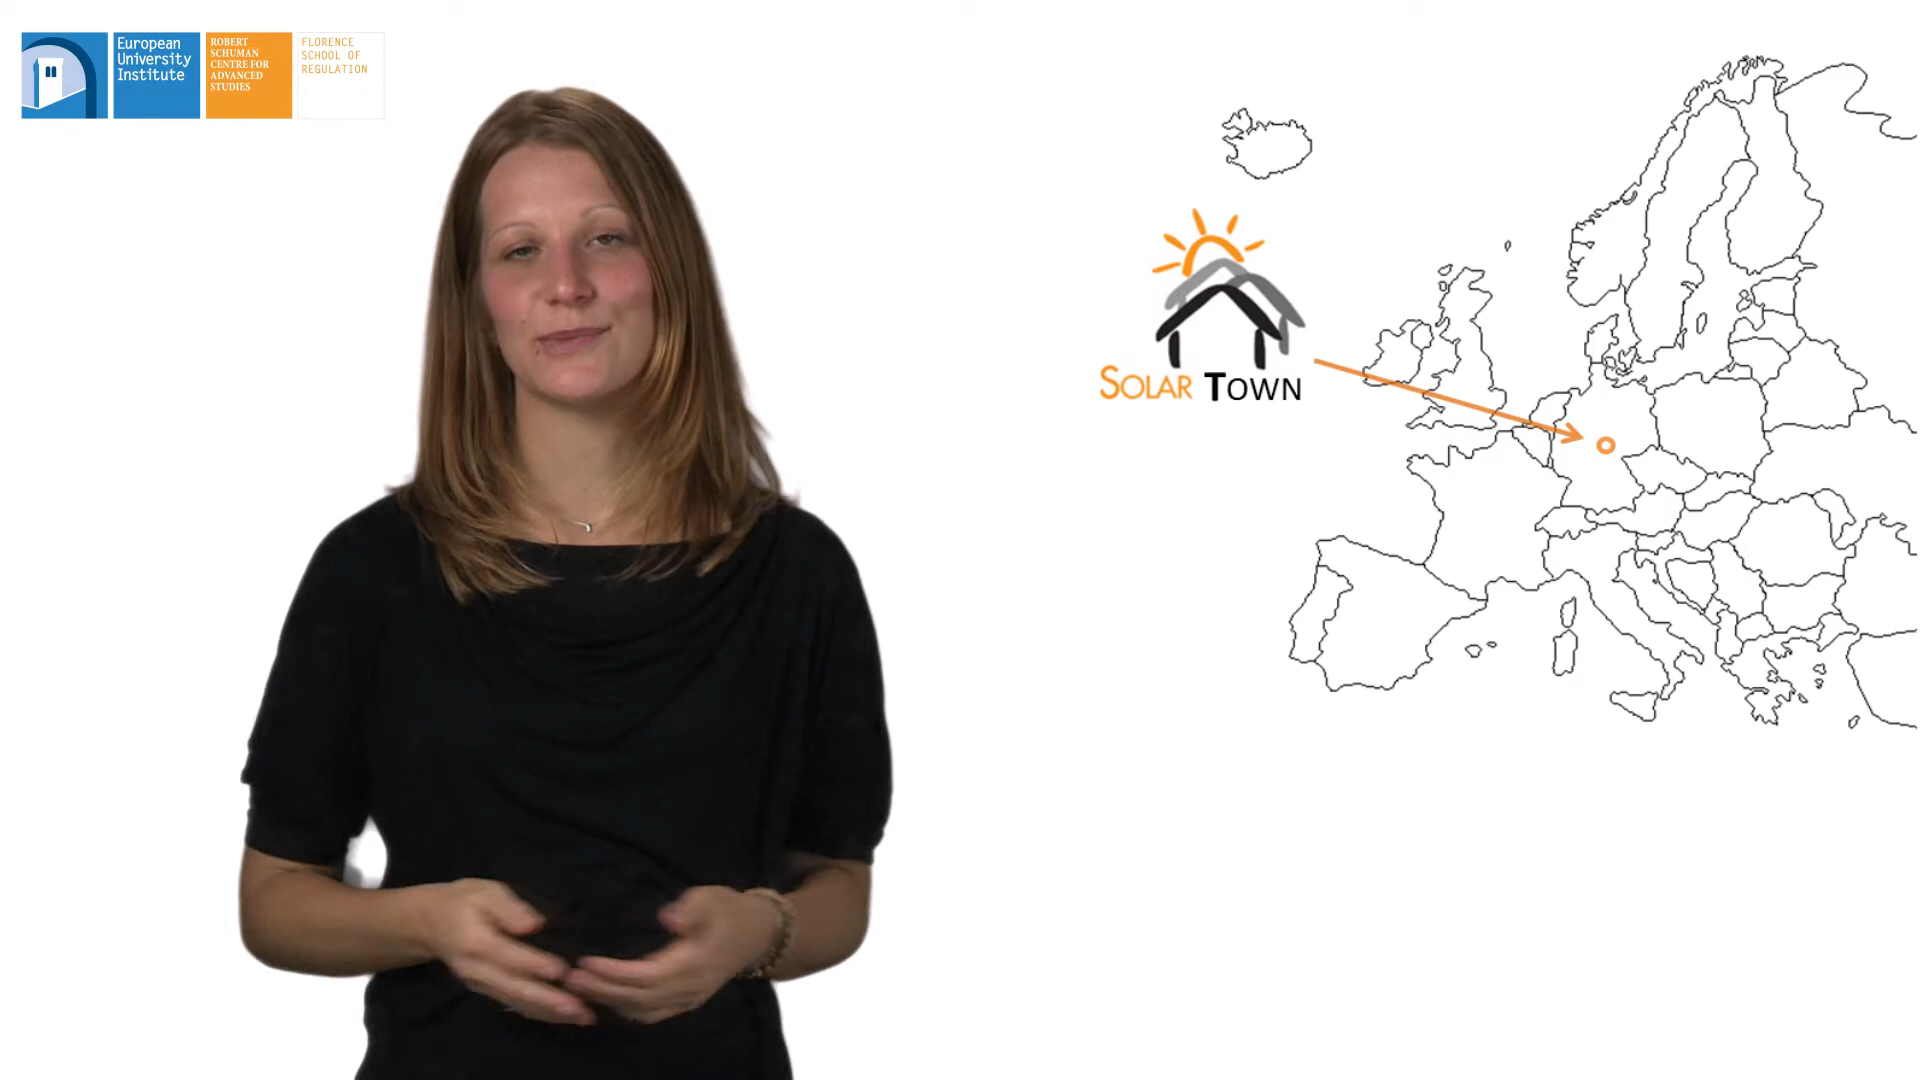 European
University
Institute
ROBERT
SCHUMAN
CENTRE FOR
ADVANCED
STUDIES
FLORENCE
SCHOOL OF
REGULATION
SOLAR TOWN